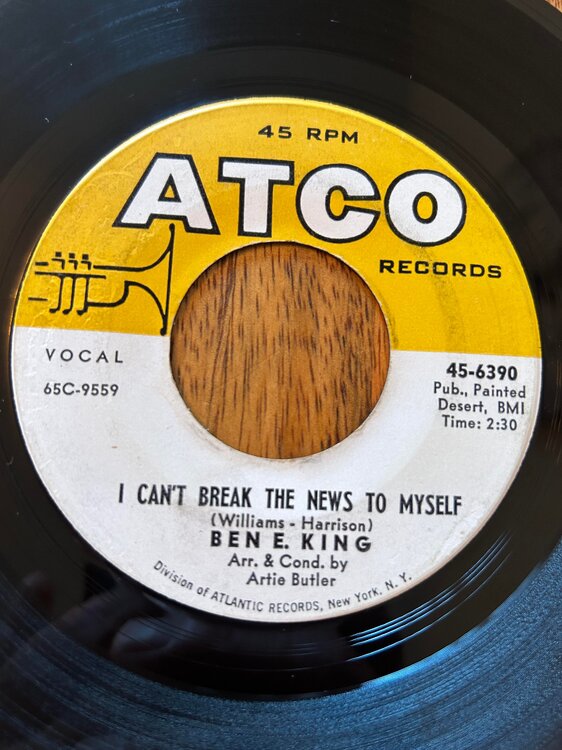 45 RPM
ATCO
RECORDS
VOCAL
65C-9559
45-6390
Pub., Painted
Desert, BMI
Time: 2:30
I CAN'T BREAK THE NEWS TO MYSELF
(Williams - Harrison)
BEN E. KING
Arr. & Cond. by
Artie Butler
Division of ATLANTIC RECORDS, New York, N. Y.